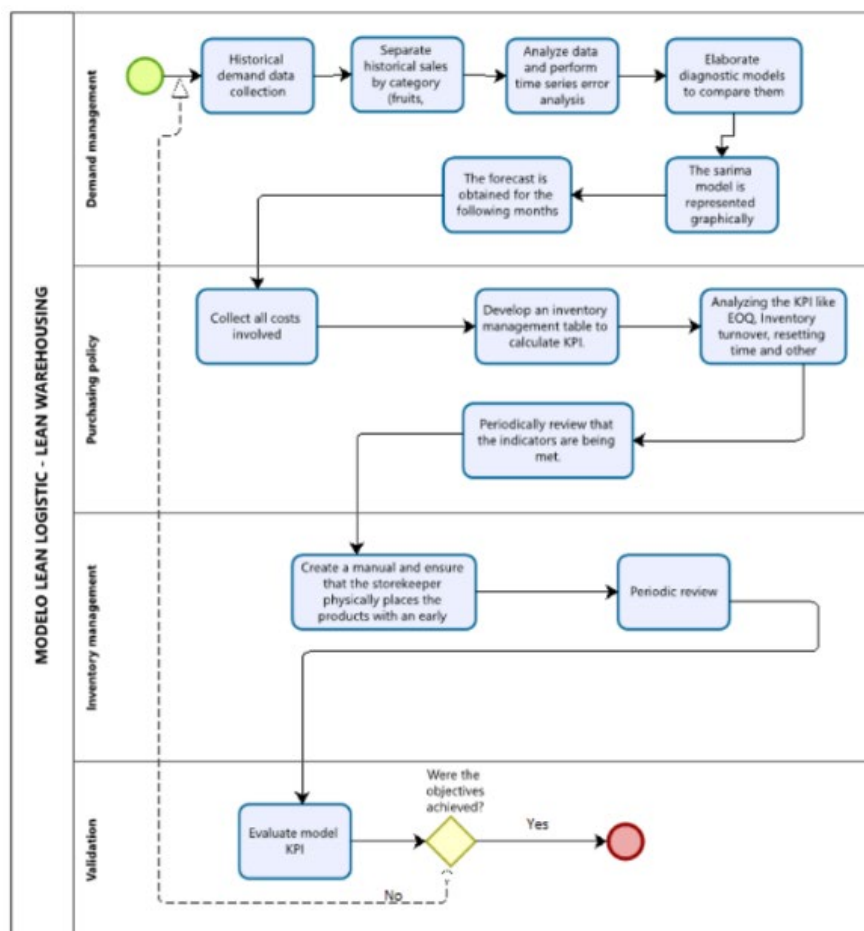 MODELO LEAN LOGISTIC - LEAN WAREHOUSING
Demand management
Historical
demand data
collection
Separate
historical sales
by category
(fruits,
Analyze data
and perform
time series error
analysis
Elaborate
diagnostic models
to compare them
The forecast is
obtained for the
following months
The sarima
model is
represented
graphically
Purchasing policy
Collect all costs
involved
Develop an inventory
management table to
calculate KPI.
Analyzing the KPI like
EOQ, Inventory
turnover, resetting
time and other
Periodically review that
the indicators are being
met.
Inventory management
Create a manual and ensure
that the storekeeper
physically places the
products with an early
Periodic review
Validation
Were the
objectives
achieved?
Evaluate model
KPI
Yes
No